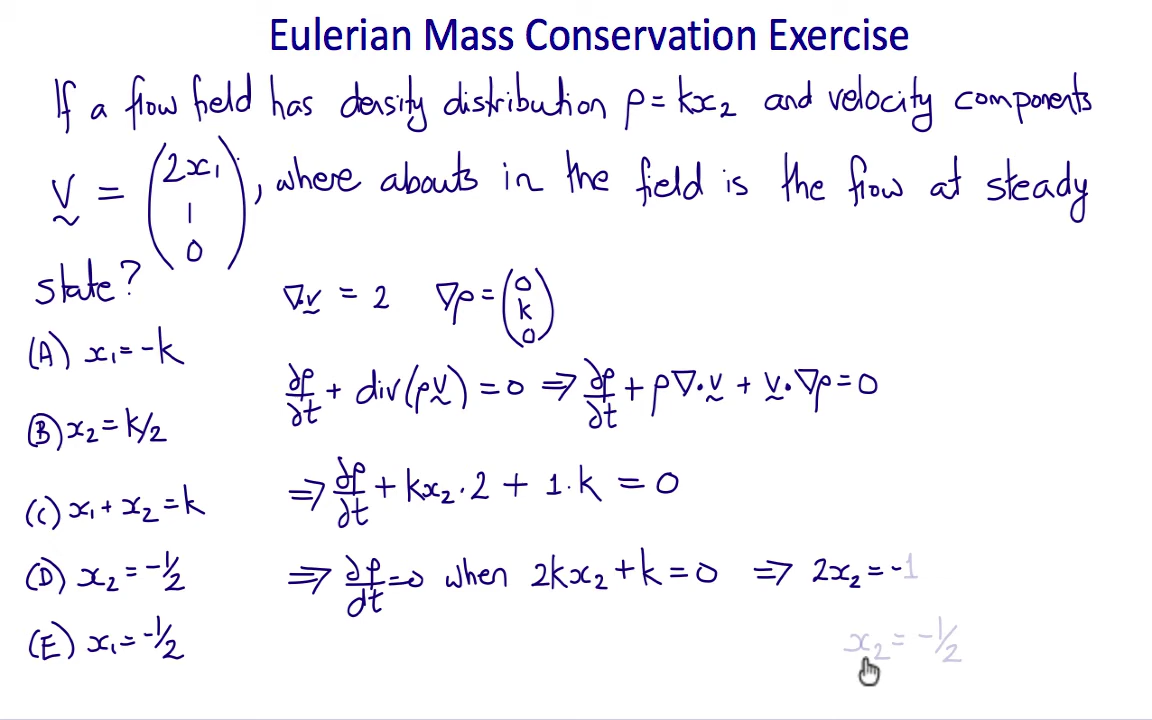 Eulerian Mass Conservation Exercise
If a flow field has density distribution ρ = kx₂ and velocity components
v = (2x₁ 1 0), where abouts in the field is the flow at steady
state?
∇·v = 2 ∇ρ = (0 k 0)
(A) x₁ = -k
∂ρ/∂t + div(ρv) = 0 ⇒ ∂ρ/∂t + ρ∇·v + v·∇ρ = 0
(B) x₂ = k/2
⇒ ∂ρ/∂t + kx₂·2 + 1·k = 0
(C) x₁ + x₂ = k
(D) x₂ = -1/2
⇒ ∂ρ/dt = 0 when 2kx₂ + k = 0 ⇒ 2x₂ = -1
(E) x₁ = -1/2
x₂ = -1/2